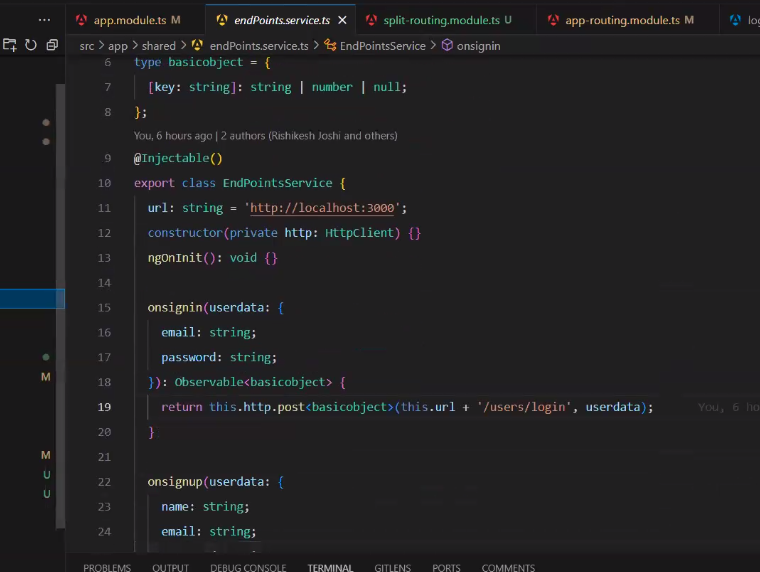 app.module.ts M
endPoints.service.ts
split-routing.module.ts U
app-routing.module.ts M
src > app > shared > endPoints.service.ts > EndPointsService > onsignin
6 type basicobject = {
7 [key: string]: string | number | null;
8 };
You, 6 hours ago | 2 authors (Rishikesh Joshi and others)
9 @Injectable()
10 export class EndPointsService {
11 url: string = 'http://localhost:3000';
12 constructor(private http: HttpClient) {}
13 ngOnInit(): void {}
14
15 onsignin(userdata: {
16 email: string;
17 password: string;
18 }): Observable<basicobject> {
19 return this.http.post<basicobject>(this.url + '/users/login', userdata); You, 6 ho
20 }
21
22 onsignup(userdata: {
23 name: string;
24 email: string;
M
M
U
U
PROBLEMS OUTPUT DEBUG CONSOLE TERMINAL GITLENS PORTS COMMENTS